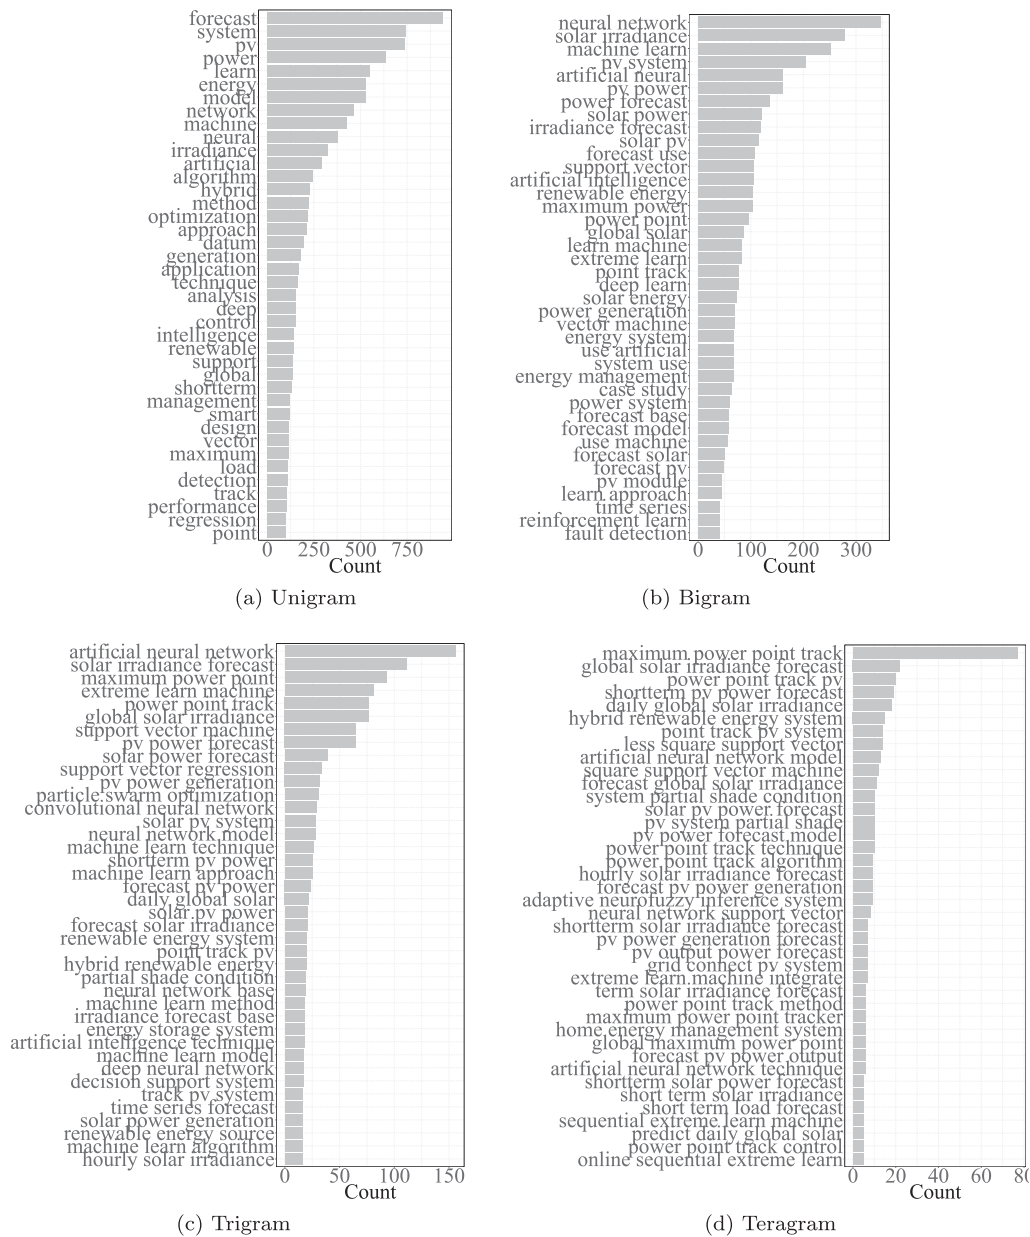 forecast
system
pv
power
learn
energy
model
network
machine
neural
irradiance
artificial
algorithm
hybrid
method
optimization
approach
datum
generation
application
technique
analysis
deep
control
intelligence
renewable
support
global
shortterm
management
smart
design
vector
maximum
load
detection
track
performance
regression
point
0 250 500 750
Count
(a) Unigram
neural network
solar irradiance
machine learn
pv system
artificial neural
pv power
power forecast
solar power
irradiance forecast
solar pv
forecast use
support vector
artificial intelligence
renewable energy
maximum power
power point
global solar
learn machine
extreme learn
point track
deep learn
solar energy
power generation
vector machine
energy system
use artificial
system use
energy management
case study
power system
forecast base
forecast model
use machine
forecast solar
forecast pv
pv module
learn approach
time series
reinforcement learn
fault detection
0 100 200 300
Count
(b) Bigram
artificial neural network
solar irradiance forecast
maximum power point
extreme learn machine
power point track
global solar irradiance
support vector machine
pv power forecast
solar power forecast
support vector regression
pv power generation
particle swarm optimization
convolutional neural network
solar pv system
neural network model
machine learn technique
shortterm pv power
machine learn approach
forecast pv power
daily global solar
solar pv power
forecast solar irradiance
renewable energy system
point track pv
hybrid renewable energy
partial shade condition
neural network base
machine learn method
irradiance forecast base
energy storage system
artificial intelligence technique
machine learn model
deep neural network
decision support system
track pv system
time series forecast
solar power generation
renewable energy source
machine learn algorithm
hourly solar irradiance
0 50 100 150
Count
(c) Trigram
maximum power point track
global solar irradiance forecast
power point track pv
shortterm pv power forecast
daily global solar irradiance
hybrid renewable energy system
point track pv system
less square support vector
artificial neural network model
square support vector machine
forecast global solar irradiance
system partial shade condition
solar pv power forecast
pv system partial shade
pv power forecast model
power point track technique
power point track algorithm
hourly solar irradiance forecast
forecast pv power generation
adaptive neurofuzzy inference system
neural network support vector
shortterm solar irradiance forecast
pv power generation forecast
pv output power forecast
grid connect pv system
extreme learn machine integrate
term solar irradiance forecast
power point track method
maximum power point tracker
home energy management system
global maximum power point
forecast pv power output
artificial neural network technique
shortterm solar power forecast
short term solar irradiance
short term load forecast
sequential extreme learn machine
predict daily global solar
power point track control
online sequential extreme learn
0 20 40 60 80
Count
(d) Teragram